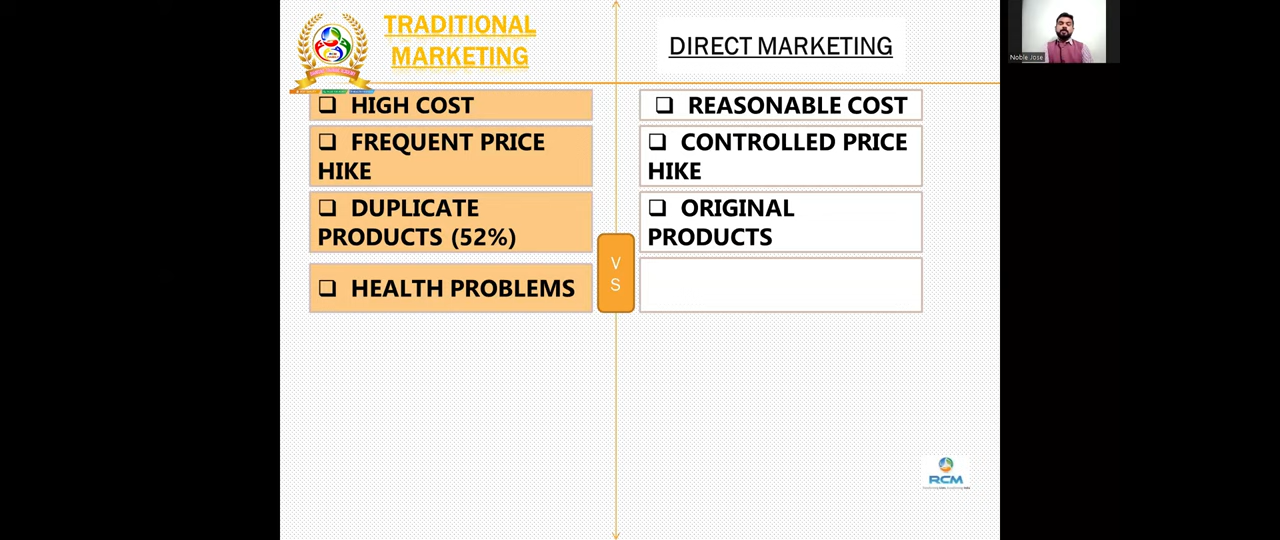 TRADITIONAL
MARKETING
DIRECT MARKETING
Noble Jose
❑ HIGH COST
❑ REASONABLE COST
❑ FREQUENT PRICE
HIKE
❑ CONTROLLED PRICE
HIKE
❑ DUPLICATE
PRODUCTS (52%)
❑ ORIGINAL
PRODUCTS
V
S
❑ HEALTH PROBLEMS
RCM